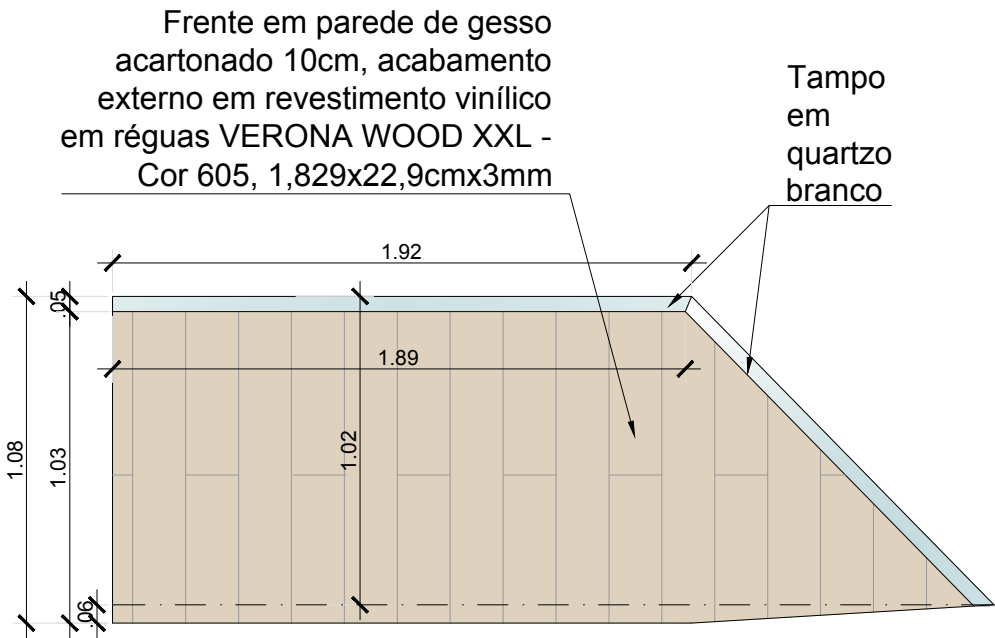 Frente em parede de gesso
acartonado 10cm, acabamento
externo em revestimento vinílico
em réguas VERONA WOOD XXL -
Cor 605, 1,829x22,9cmx3mm
Tampo
em
quartzo
branco
1.92
.05
1.89
1.08
1.03
1.02
.06